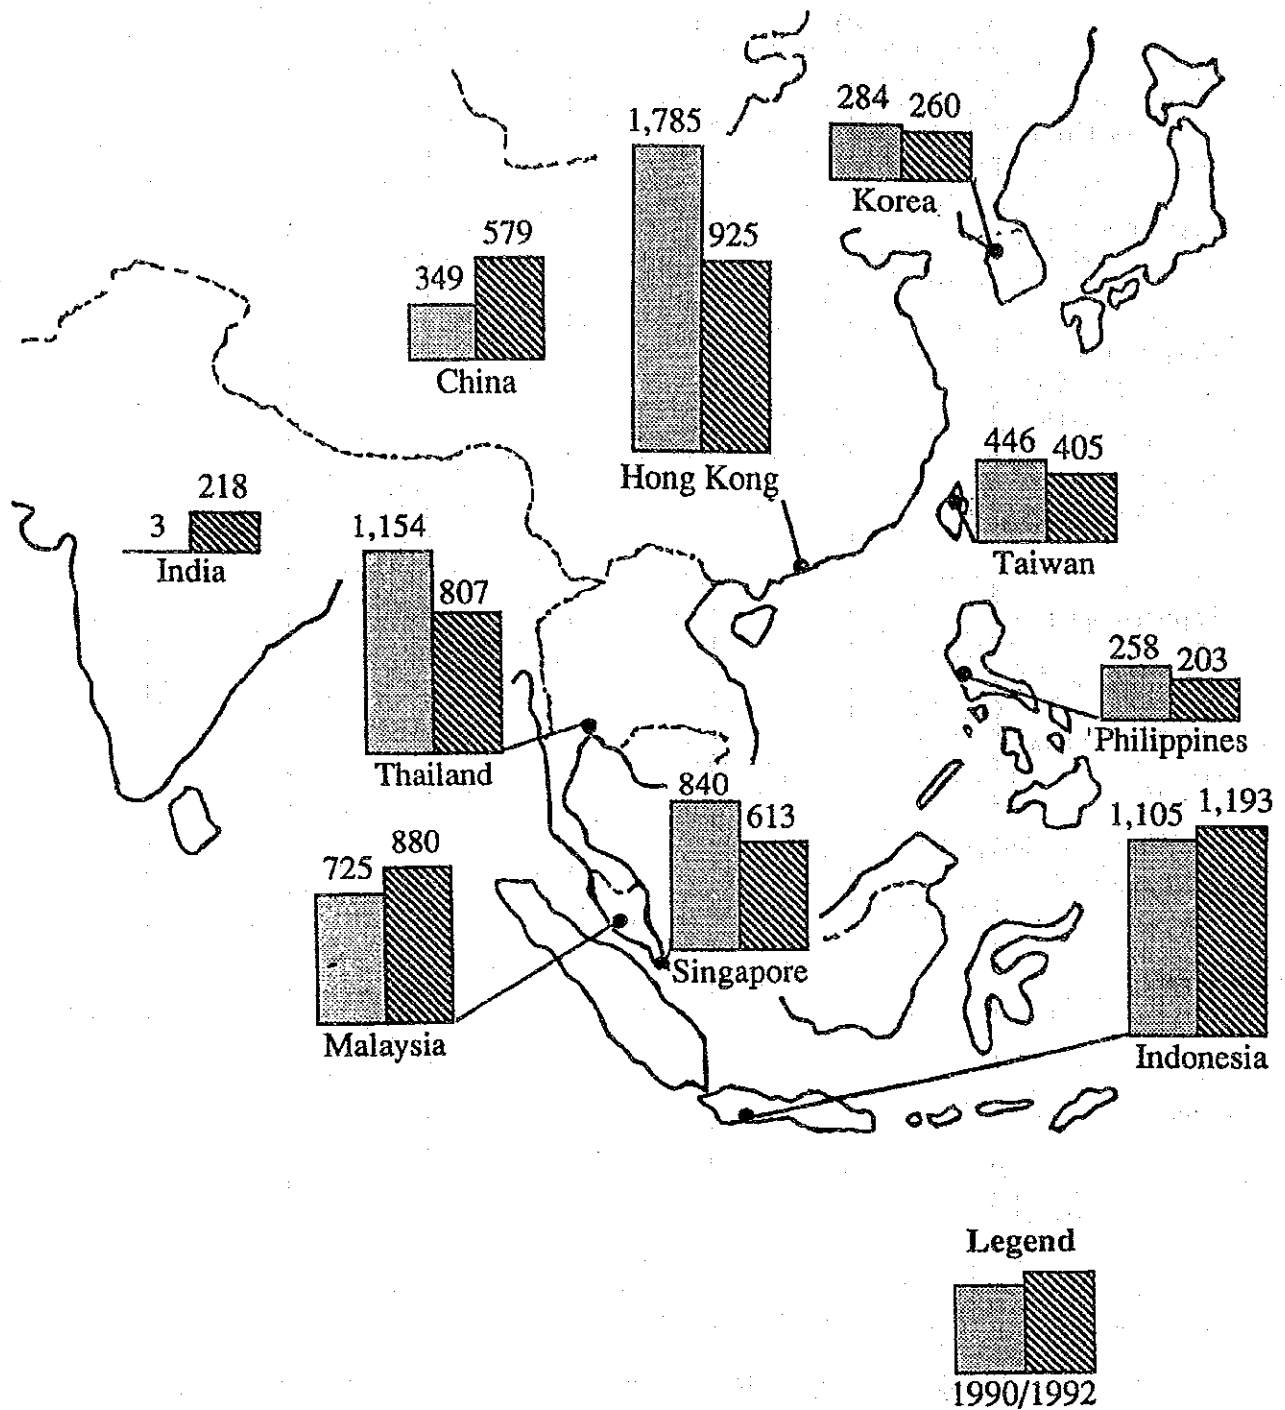 284 260
Korea
1,785
925
Hong Kong
349 579
China
446 405
Taiwan
3 218
India
1,154
807
Thailand
258 203
Philippines
840
613
Singapore
1,105 1,193
Indonesia
725 880
Malaysia
Legend
1990/1992